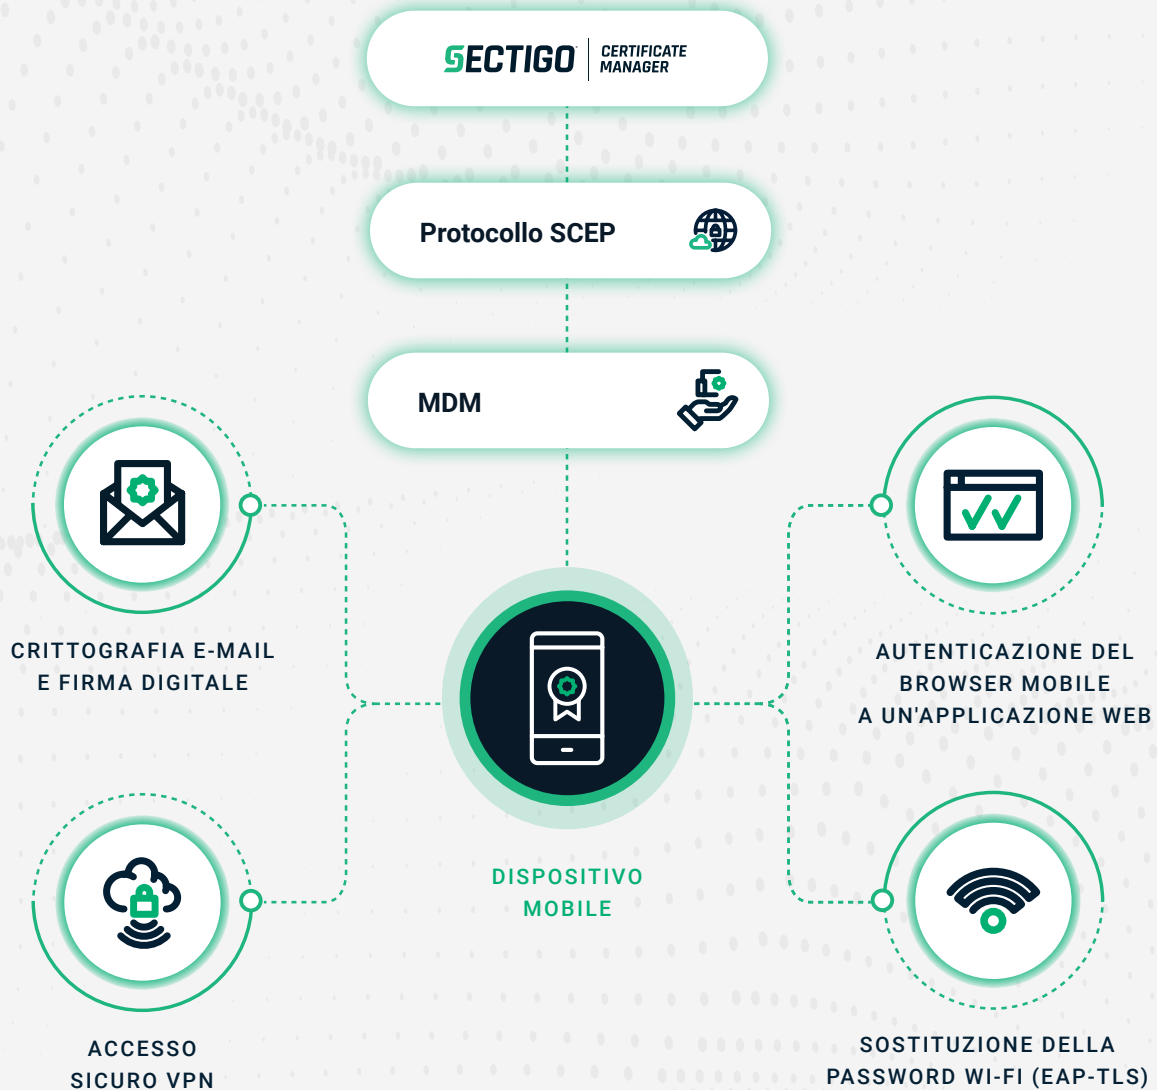 SECTIGO
CERTIFICATE
MANAGER
Protocollo SCEP
MDM
CRITTOGRAFIA E-MAIL
E FIRMA DIGITALE
AUTENTICAZIONE DEL
BROWSER MOBILE
A UN'APPLICAZIONE WEB
DISPOSITIVO
MOBILE
ACCESSO
SICURO VPN
SOSTITUZIONE DELLA
PASSWORD WI-FI (EAP-TLS)